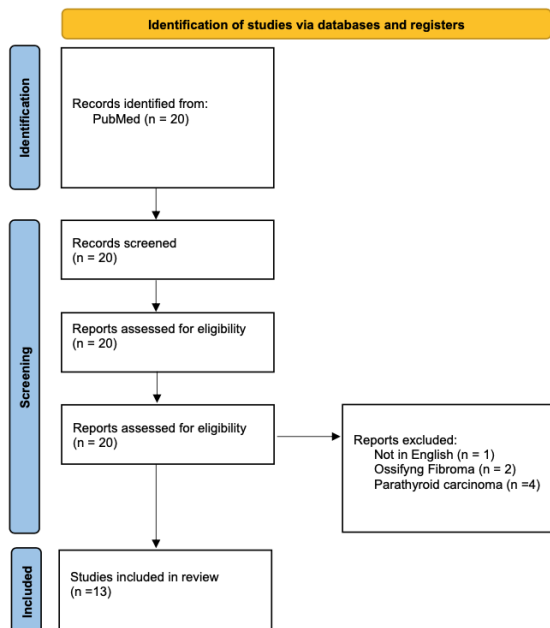 Identification of studies via databases and registers
Identification
Records identified from:
PubMed (n = 20)
Screening
Records screened
(n = 20)
Reports assessed for eligibility
(n = 20)
Reports assessed for eligibility
(n = 20)
Reports excluded:
Not in English (n = 1)
Ossifyng Fibroma (n = 2)
Parathyroid carcinoma (n =4)
Included
Studies included in review
(n =13)